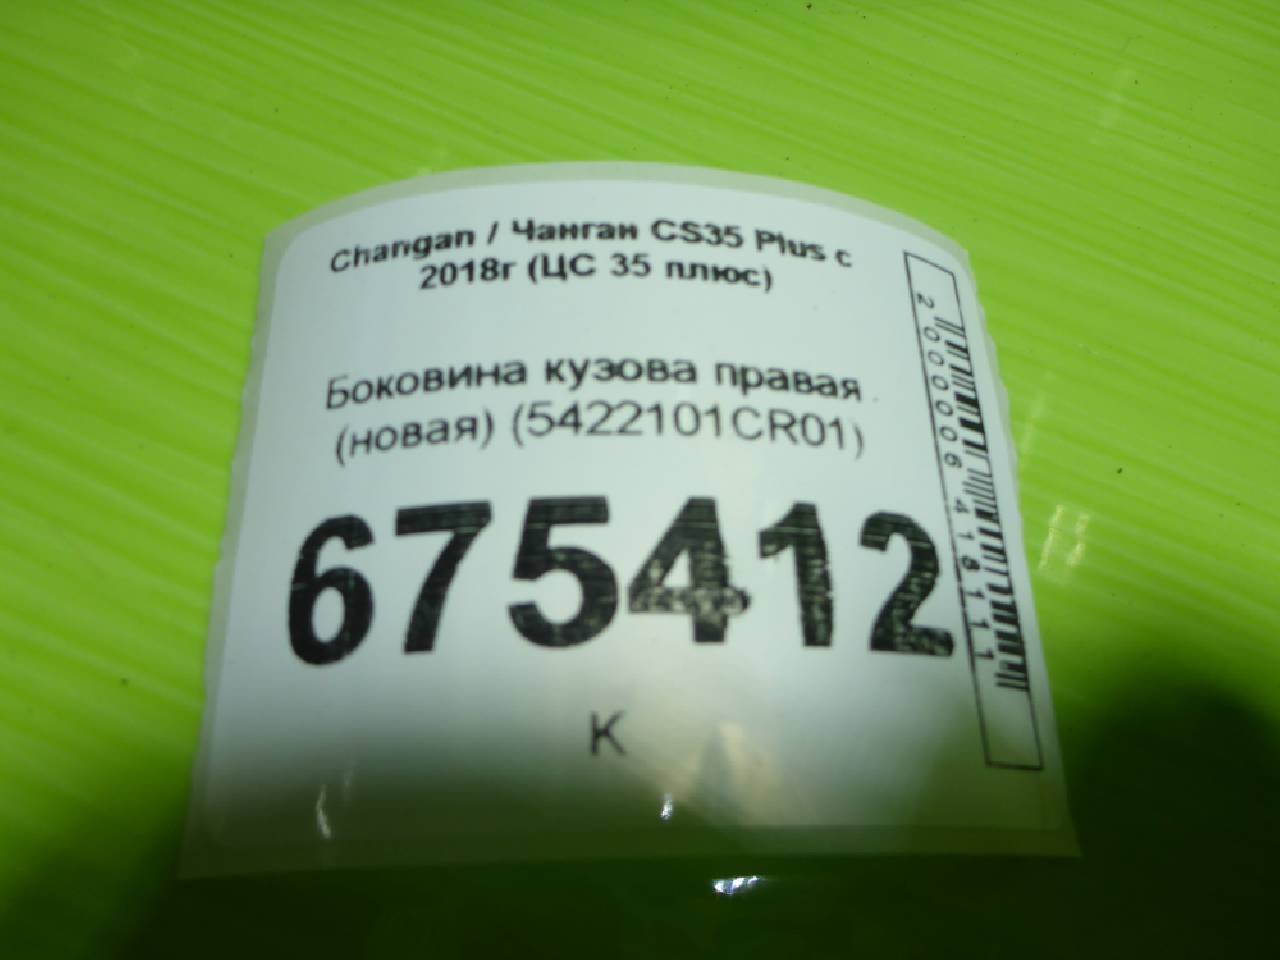 Changan / Чанган CS35 Plus с
2018г (ЦС 35 плюс)
Боковина кузова правая
(новая) (5422101CR01)
675412
К
2000006418111